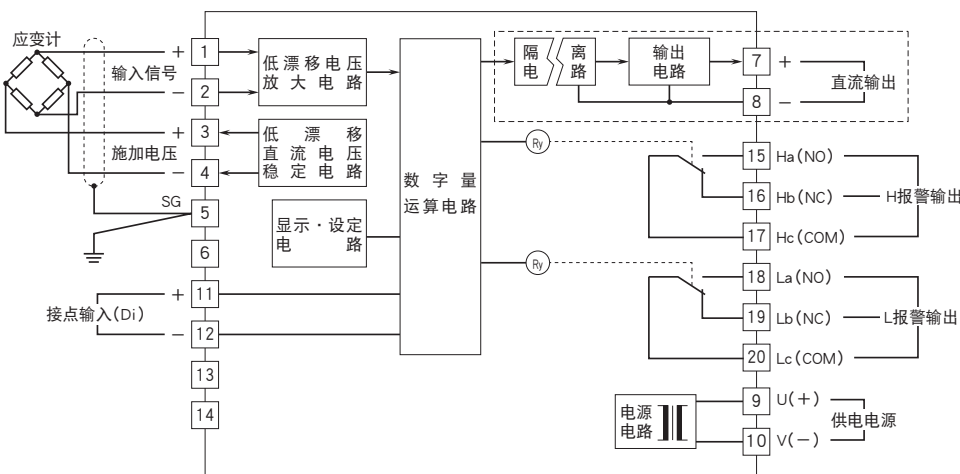 应变计
输入信号
+ 1
− 2
施加电压
+ 3
− 4
SG
5
6
接点输入(Di)
+ 11
− 12
13
14
低漂移电压
放大电路
低漂移
直流电压
稳定电路
显示·设定
电路
数字量
运算电路
隔离
电路
输出
电路
7 +
8 −
直流输出
Ry
15 Ha(NO)
16 Hb(NC)
17 Hc(COM)
H报警输出
Ry
18 La(NO)
19 Lb(NC)
20 Lc(COM)
L报警输出
电源
电路
9 U(+)
10 V(−)
供电电源